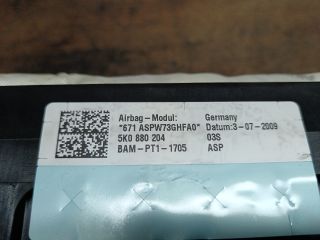 Airbag-Modul: Germany
"671 ASPW73GHFA0" Datum:3-07-2009
5K0 880 204 03S
BAM-PT1-1705 ASP